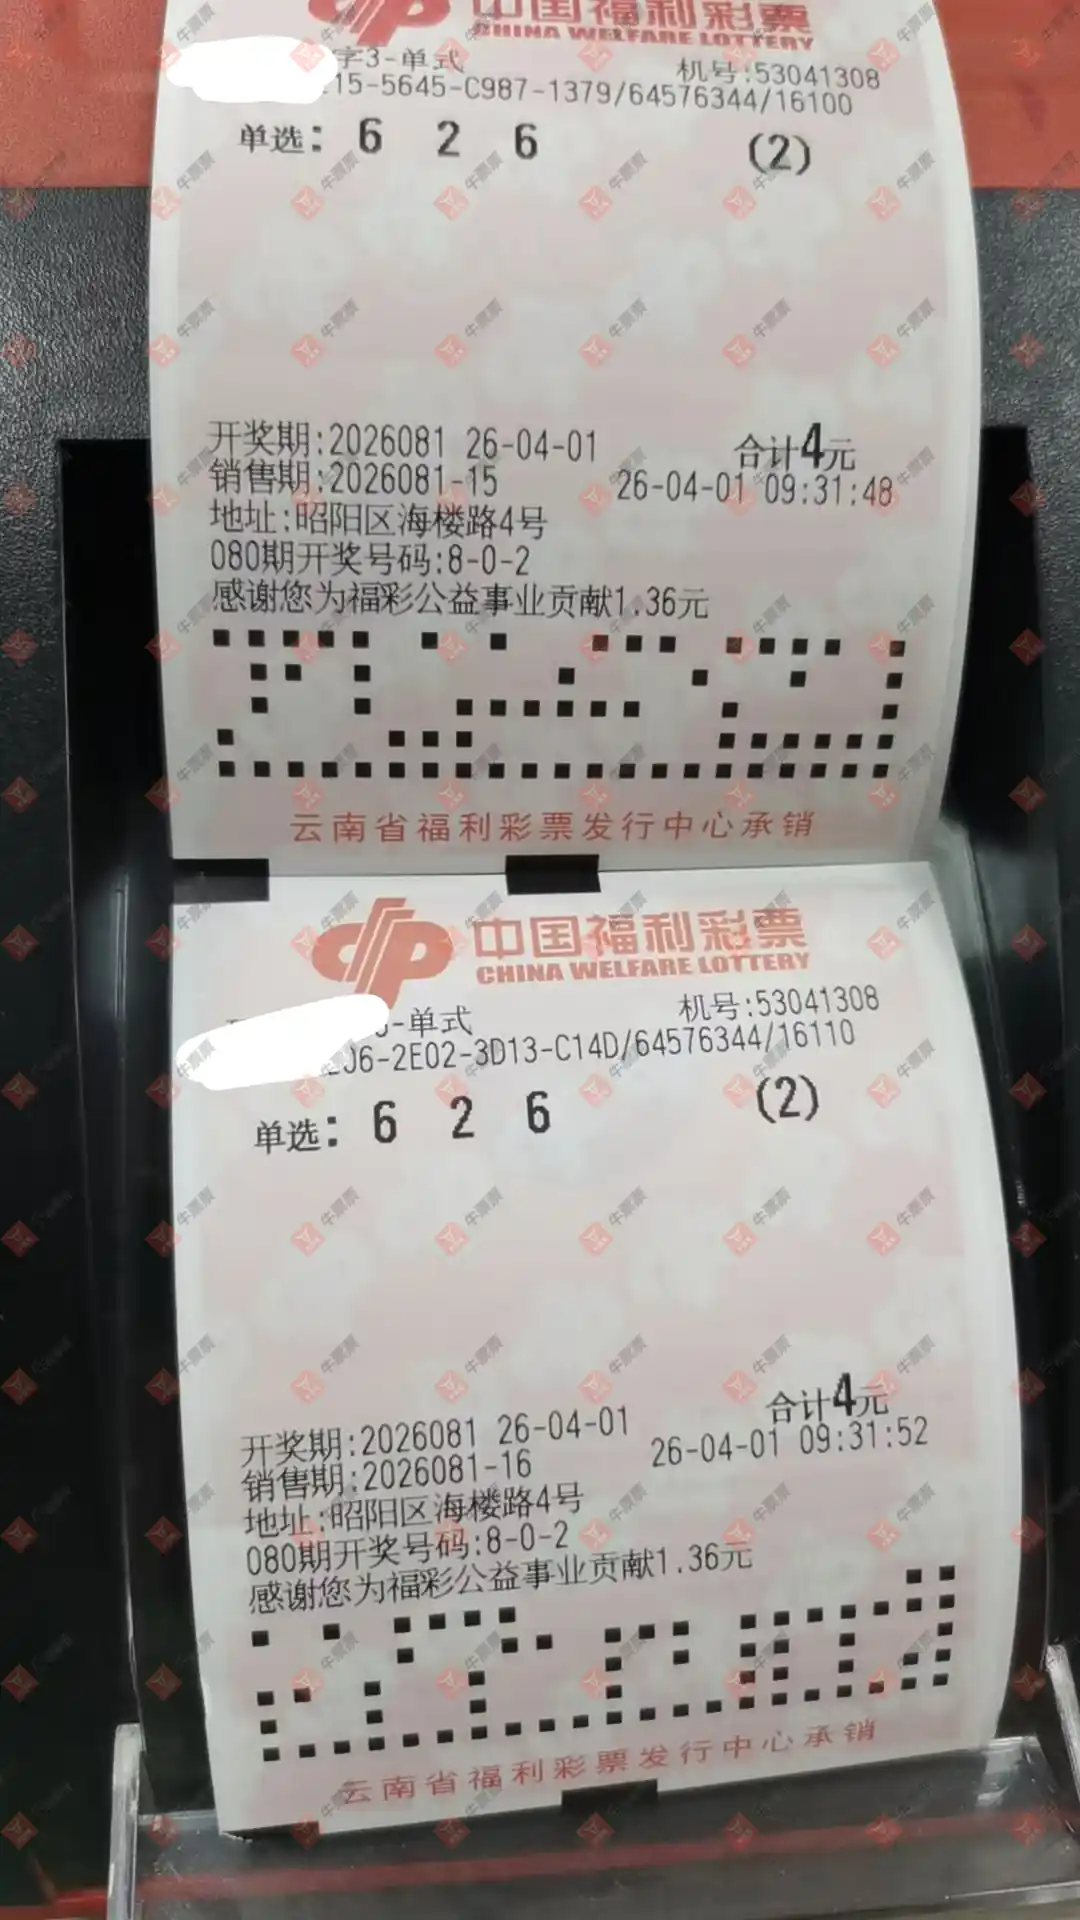 中国福利彩票
CHINA WELFARE LOTTERY
字3-单式
机号:53041308
15-5645-C987-1379/64576344/16100
单选: 6 2 6 (2)
开奖期:2026081 26-04-01 合计4元
销售期:2026081-15 26-04-01 09:31:48
地址:昭阳区海楼路4号
080期开奖号码:8-0-2
感谢您为福彩公益事业贡献1.36元
云南省福利彩票发行中心承销
中国福利彩票
CHINA WELFARE LOTTERY
-单式
机号:53041308
06-2E02-3D13-C14D/64576344/16110
单选: 6 2 6 (2)
合计4元
开奖期:2026081 26-04-01
销售期:2026081-16 26-04-01 09:31:52
地址:昭阳区海楼路4号
080期开奖号码:8-0-2
感谢您为福彩公益事业贡献1.36元
云南省福利彩票发行中心承销
牛票票